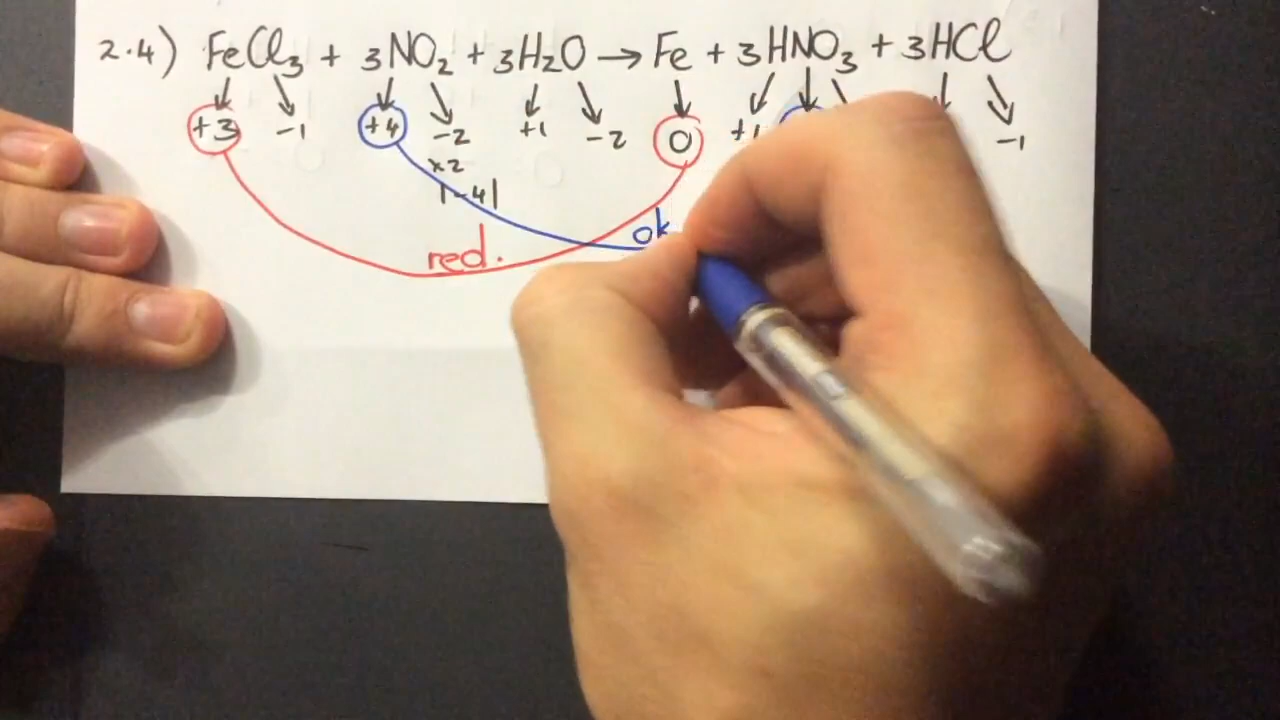 2.4) FeCl₃ + 3NO₂ + 3H₂O → Fe + 3HNO₃ + 3HCl
+3 -1 +4 -2 +1 -2 0 +1 -1
x2
|-4|
ok
red.